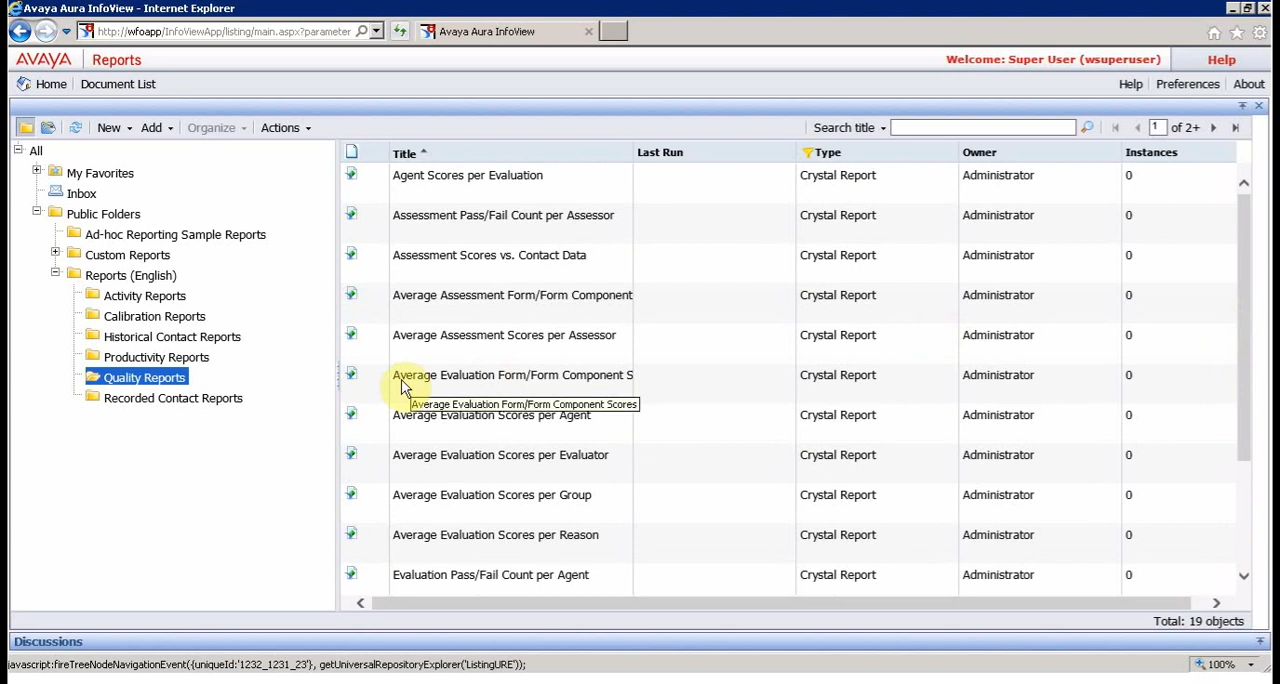 Avaya Aura InfoView - Internet Explorer
http://wfoapp/InfoViewApp/listing/main.aspx?parameter
Avaya Aura InfoView
AVAYA Reports Welcome: Super User (wsuperuser) Help
Home Document List Help Preferences About
New Add Organize Actions Search title 1 of 2+
All
My Favorites
Inbox
Public Folders
Ad-hoc Reporting Sample Reports
Custom Reports
Reports (English)
Activity Reports
Calibration Reports
Historical Contact Reports
Productivity Reports
Quality Reports
Recorded Contact Reports
Title Last Run Type Owner Instances
Agent Scores per Evaluation Crystal Report Administrator 0
Assessment Pass/Fail Count per Assessor Crystal Report Administrator 0
Assessment Scores vs. Contact Data Crystal Report Administrator 0
Average Assessment Form/Form Component Crystal Report Administrator 0
Average Assessment Scores per Assessor Crystal Report Administrator 0
Average Evaluation Form/Form Component S Crystal Report Administrator 0
Average Evaluation Form/Form Component Scores
Average Evaluation Scores per Agent Crystal Report Administrator 0
Average Evaluation Scores per Evaluator Crystal Report Administrator 0
Average Evaluation Scores per Group Crystal Report Administrator 0
Average Evaluation Scores per Reason Crystal Report Administrator 0
Evaluation Pass/Fail Count per Agent Crystal Report Administrator 0
Total: 19 objects
Discussions
javascript:fireTreeNodeNavigationEvent({uniqueId:'1232_1231_23'}, getUniversalRepositoryExplorer('ListingURE')); 100%